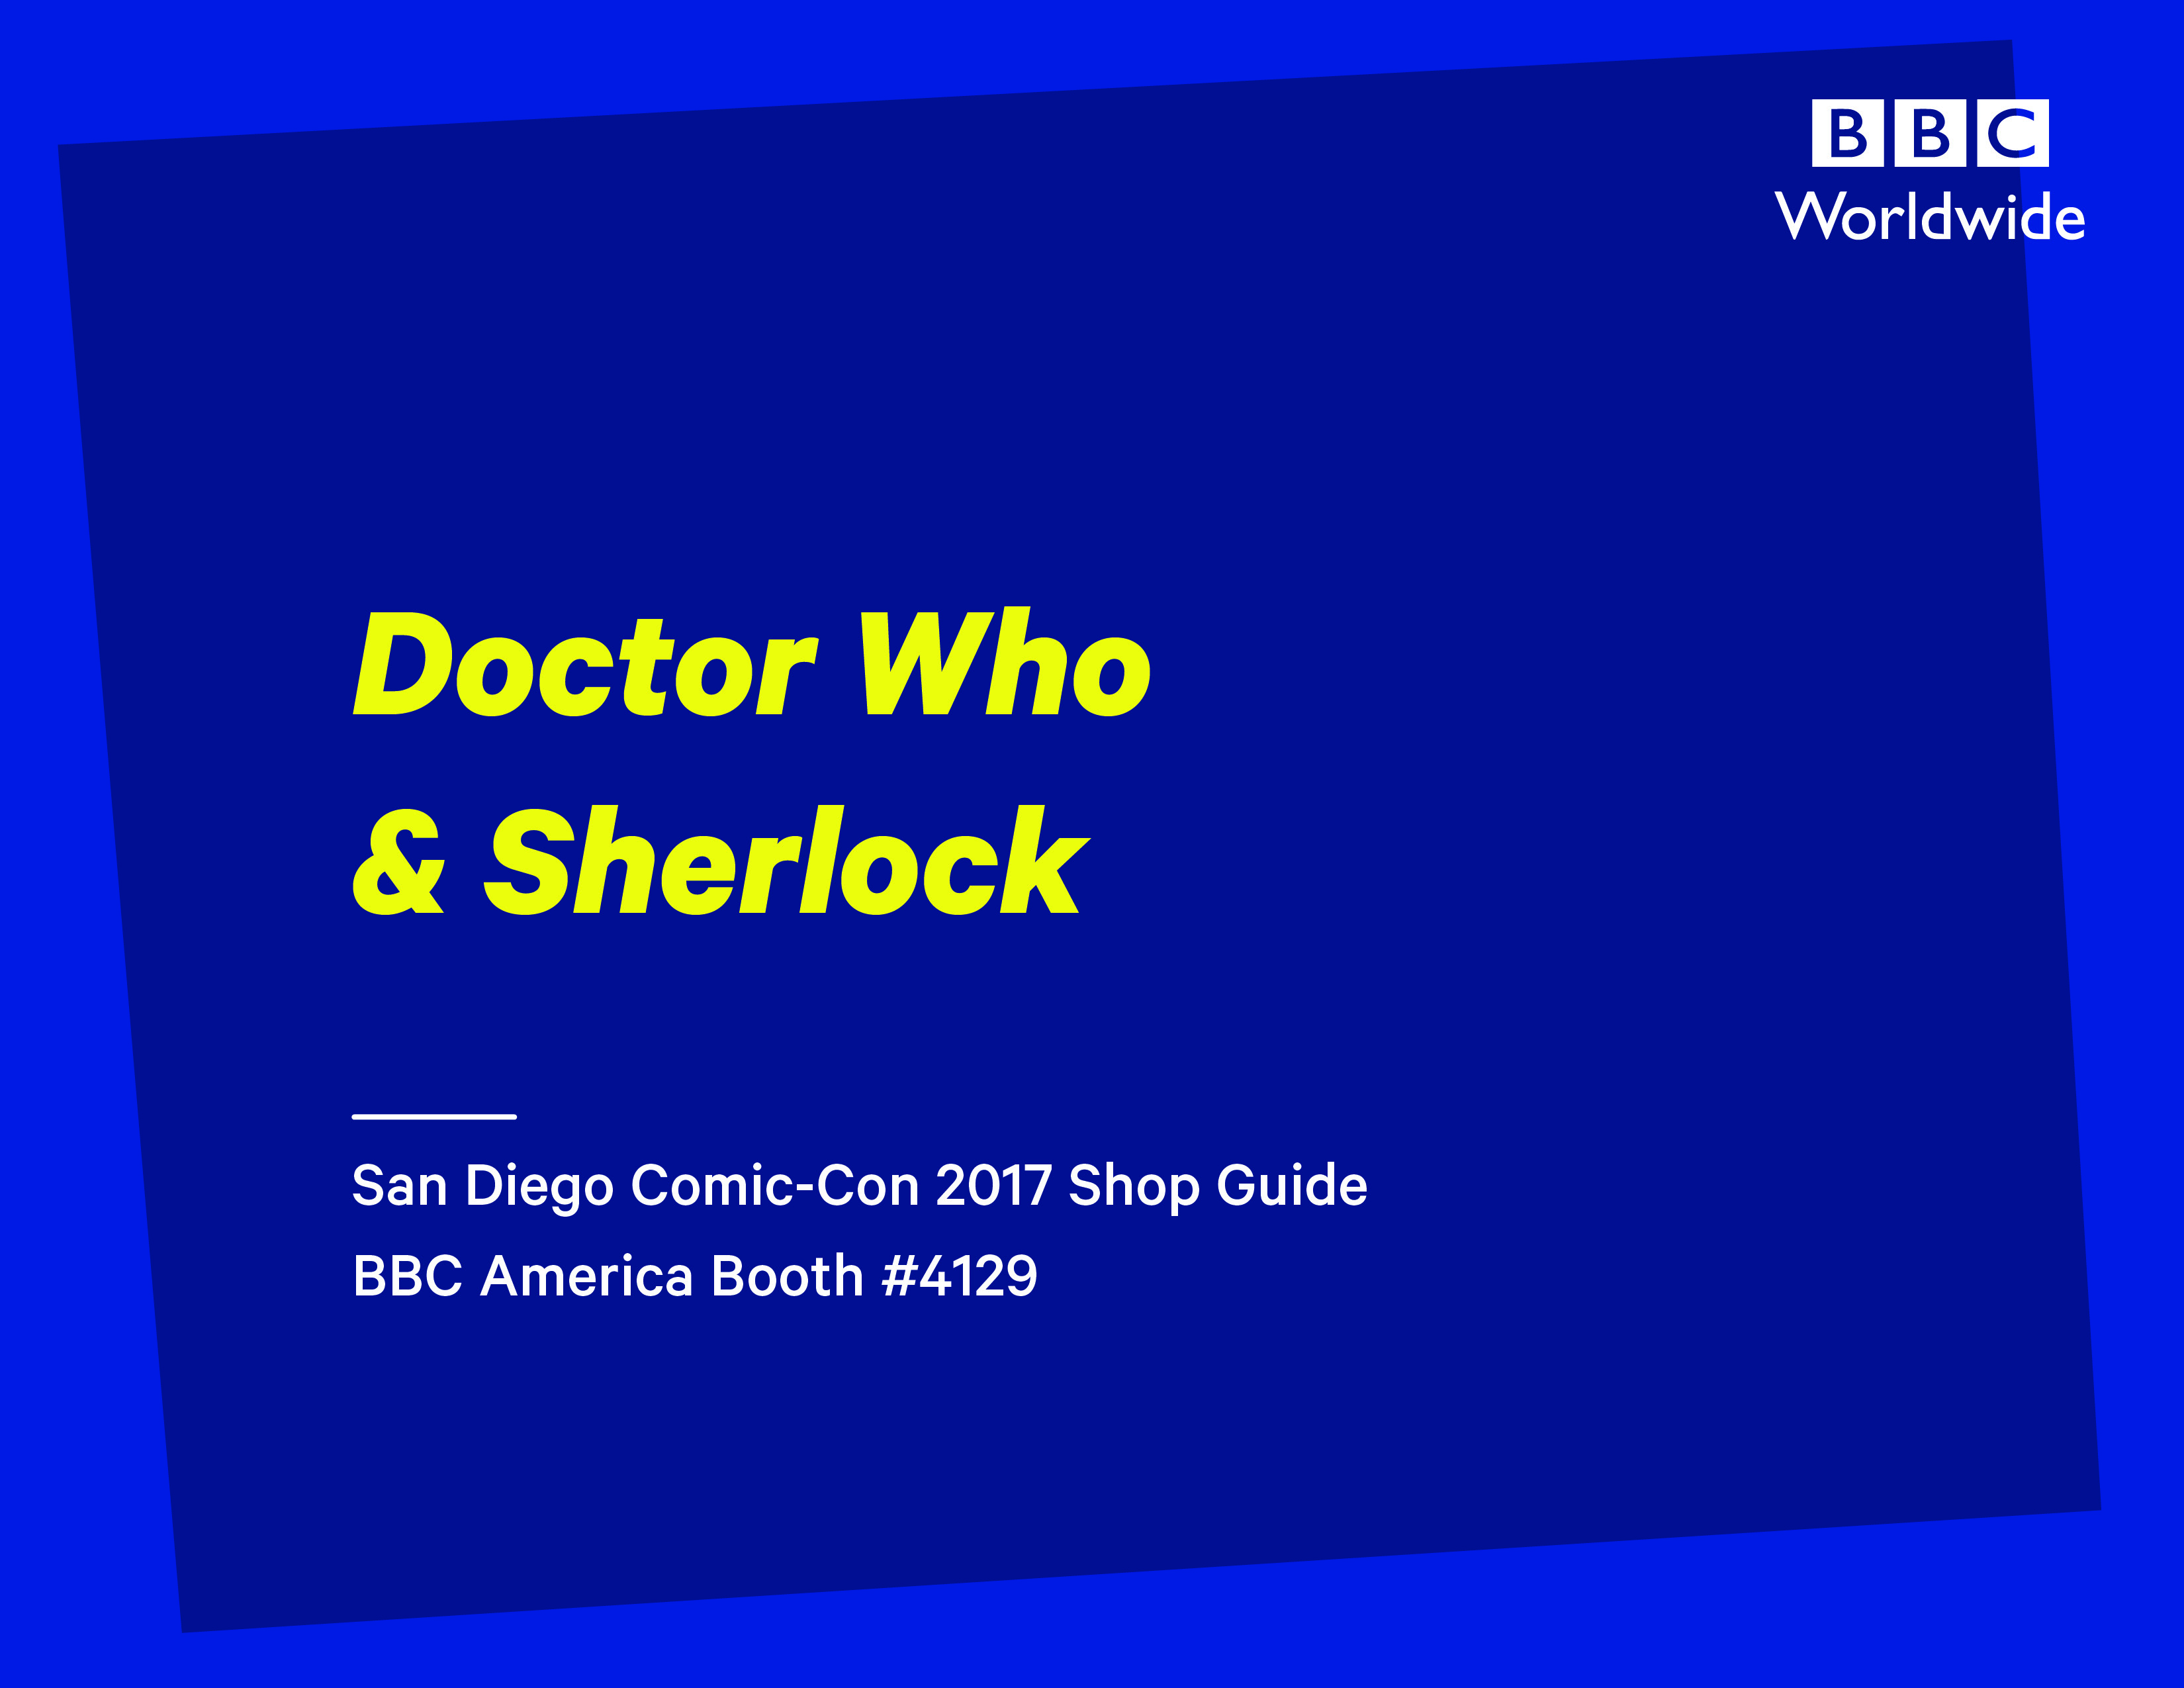 BBC
Worldwide
Doctor Who
& Sherlock
San Diego Comic-Con 2017 Shop Guide
BBC America Booth #4129